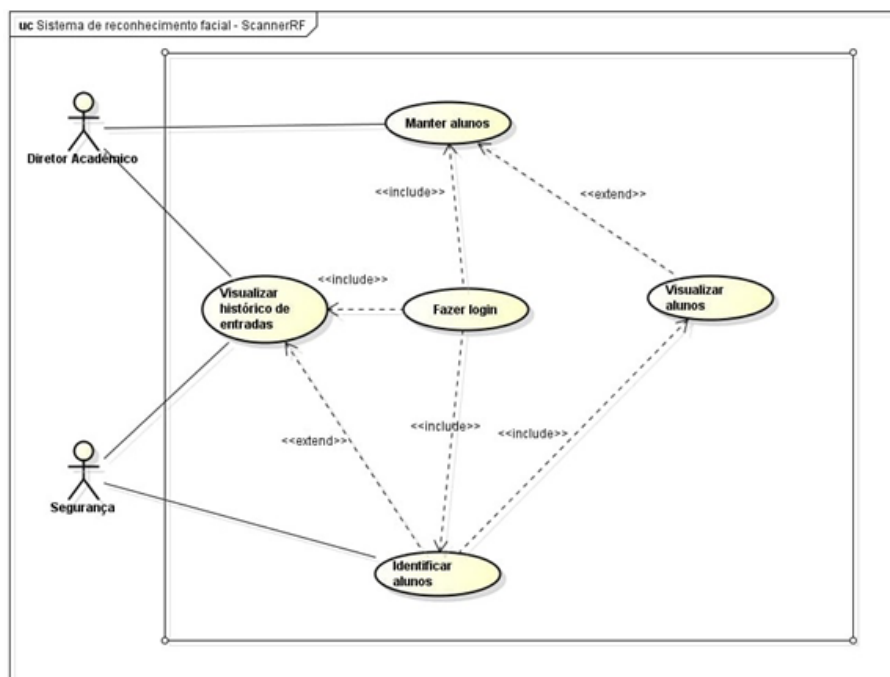 uc Sistema de reconhecimento facial - ScannerRF
Manter alunos
Diretor Acadêmico
<<include>>
<<extend>>
<<include>>
Visualizar
histórico de
entradas
Fazer login
Visualizar
alunos
<<extend>>
<<include>>
<<include>>
Segurança
Identificar
alunos